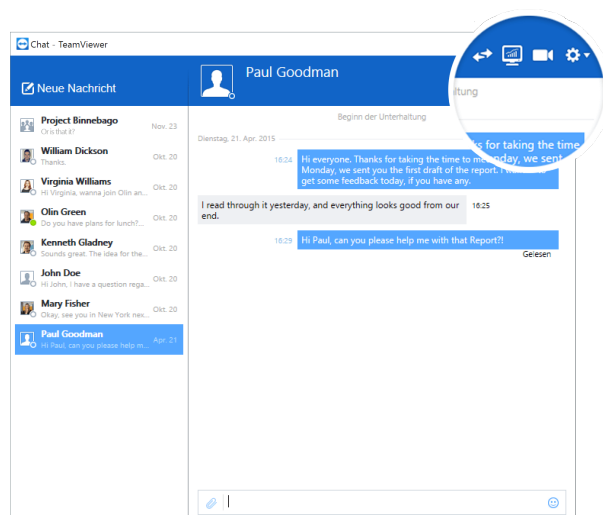 Chat - TeamViewer
Neue Nachricht
Paul Goodman
Project Binnebago
Nov. 23
Or is that it?
William Dickson
Okt. 20
Thanks.
Virginia Williams
Okt. 20
Hi Virginia, wanna join Olin an...
Olin Green
Okt. 20
Do you have plans for lunch?...
Kenneth Gladney
Okt. 20
Sounds great. The idea for the...
John Doe
Okt. 20
Hi John, I have a question rega...
Mary Fisher
Okt. 20
Okay, see you in New York nes...
Paul Goodman
Apr. 21
Hi Paul, can you please help m...
Beginn der Unterhaltung
Dienstag, 21. Apr. 2015
16:24
Hi everyone. Thanks for taking the time to me
Monday, we sent you the first draft of the report. I
get some feedback today, if you have any.
I read through it yesterday, and everything looks good from our
end.
16:25
16:29
Hi Paul, can you please help me with that Report?!
Gelesen
ltung
ks for taking the time
nday, we sent